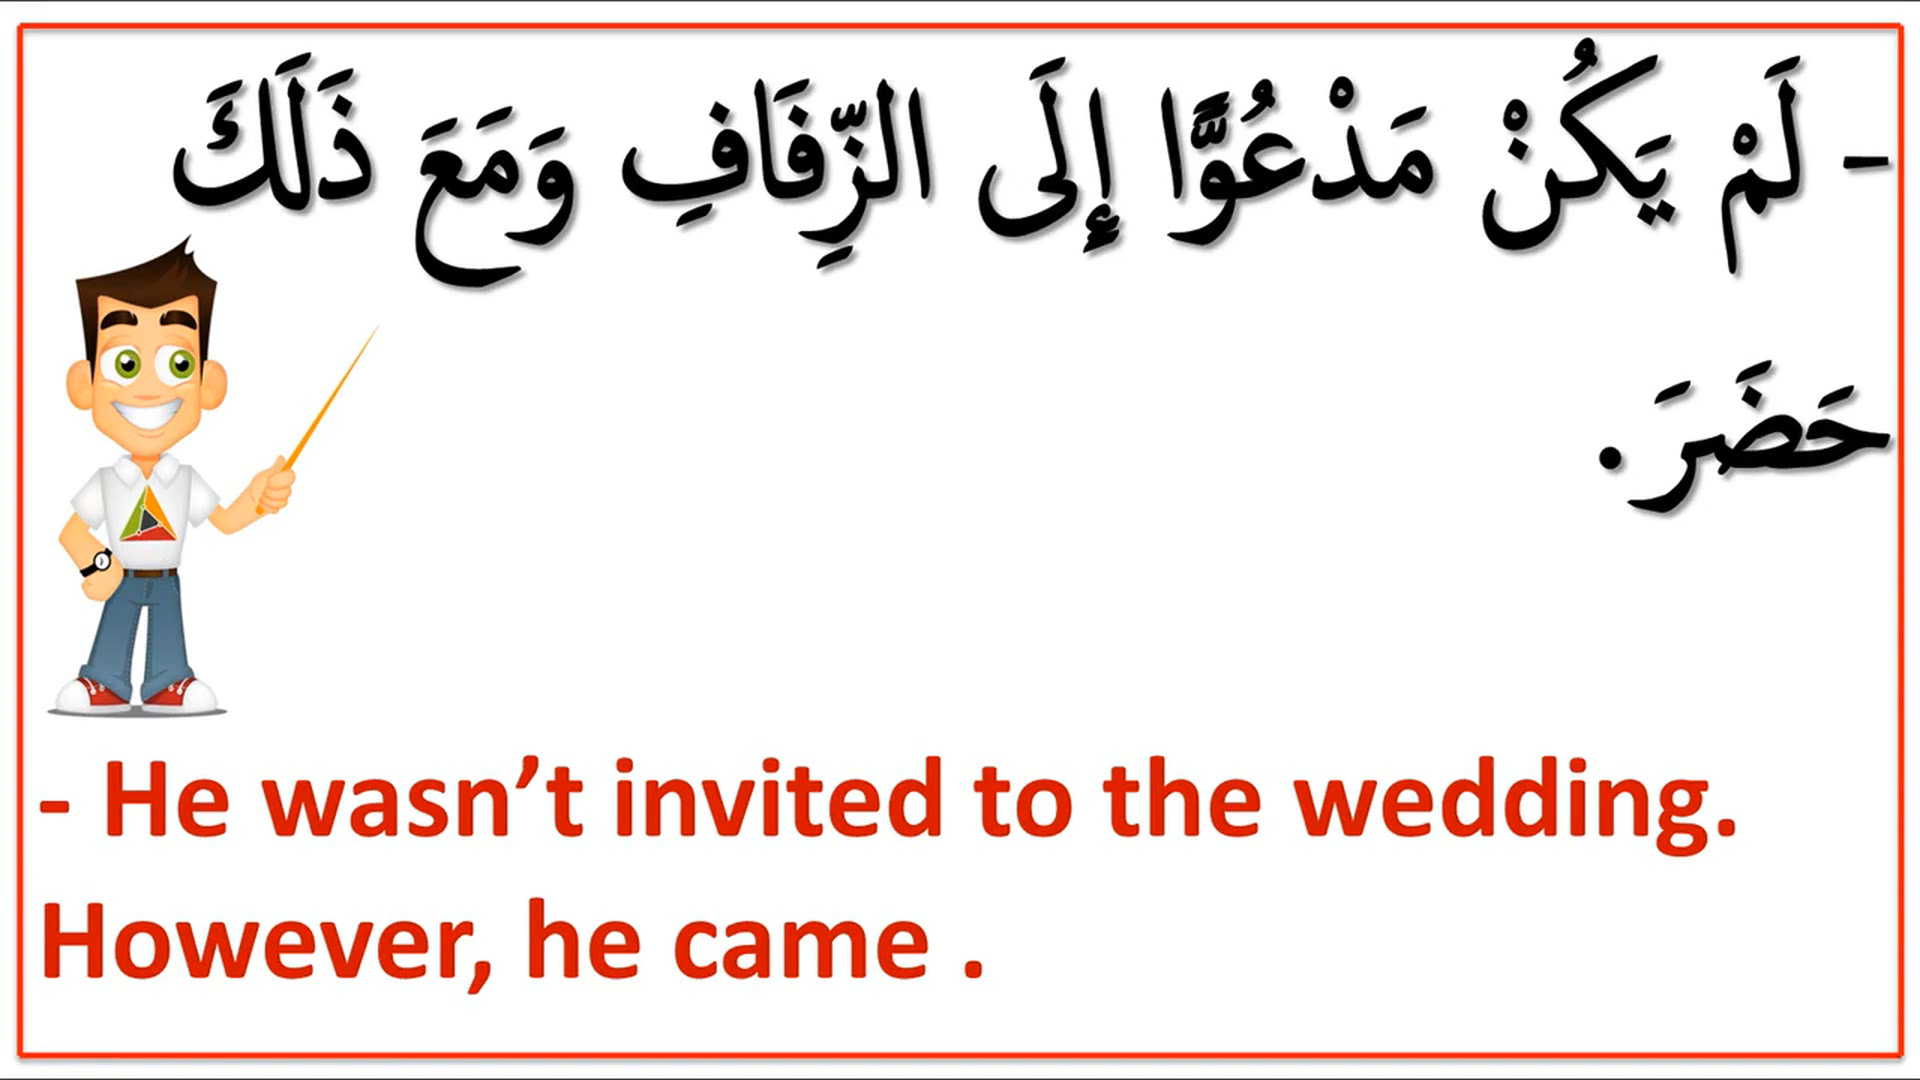 - لَمْ يَكُنْ مَدْعُوًّا إِلَى الزِّفَافِ وَمَعَ ذَلَكَ
حَضَرَ .
- He wasn’t invited to the wedding.
However, he came .